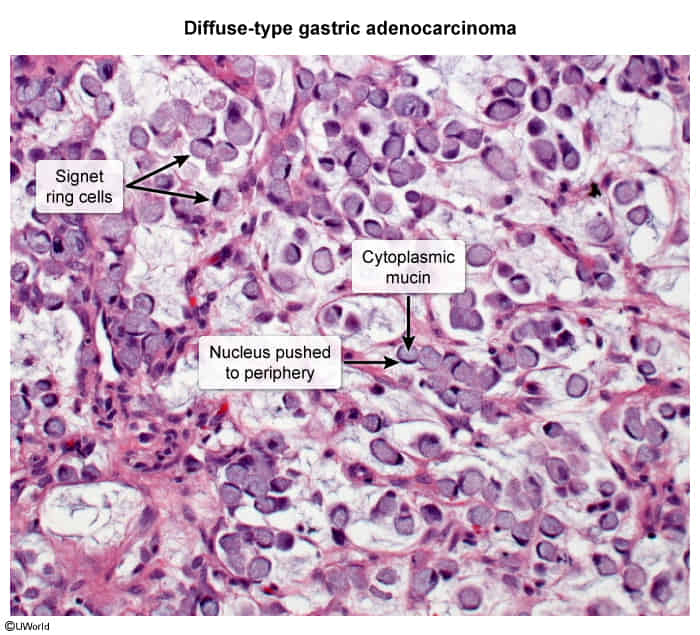 Diffuse-type gastric adenocarcinoma
Signet
ring cells
Cytoplasmic
mucin
Nucleus pushed
to periphery
©UWorld